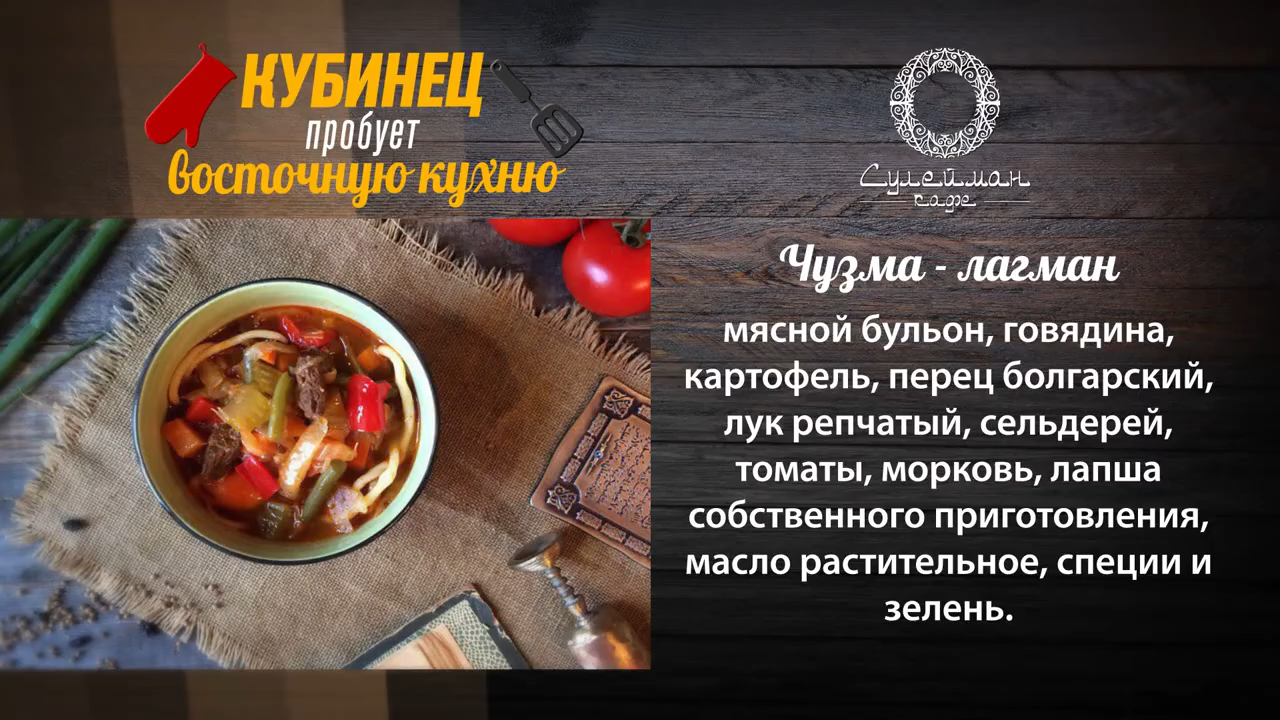 КУБИНЕЦ
пробует
восточную кухню
Сулейман
кафе
Чузма - лагман
мясной бульон, говядина,
картофель, перец болгарский,
лук репчатый, сельдерей,
томаты, морковь, лапша
собственного приготовления,
масло растительное, специи и
зелень.